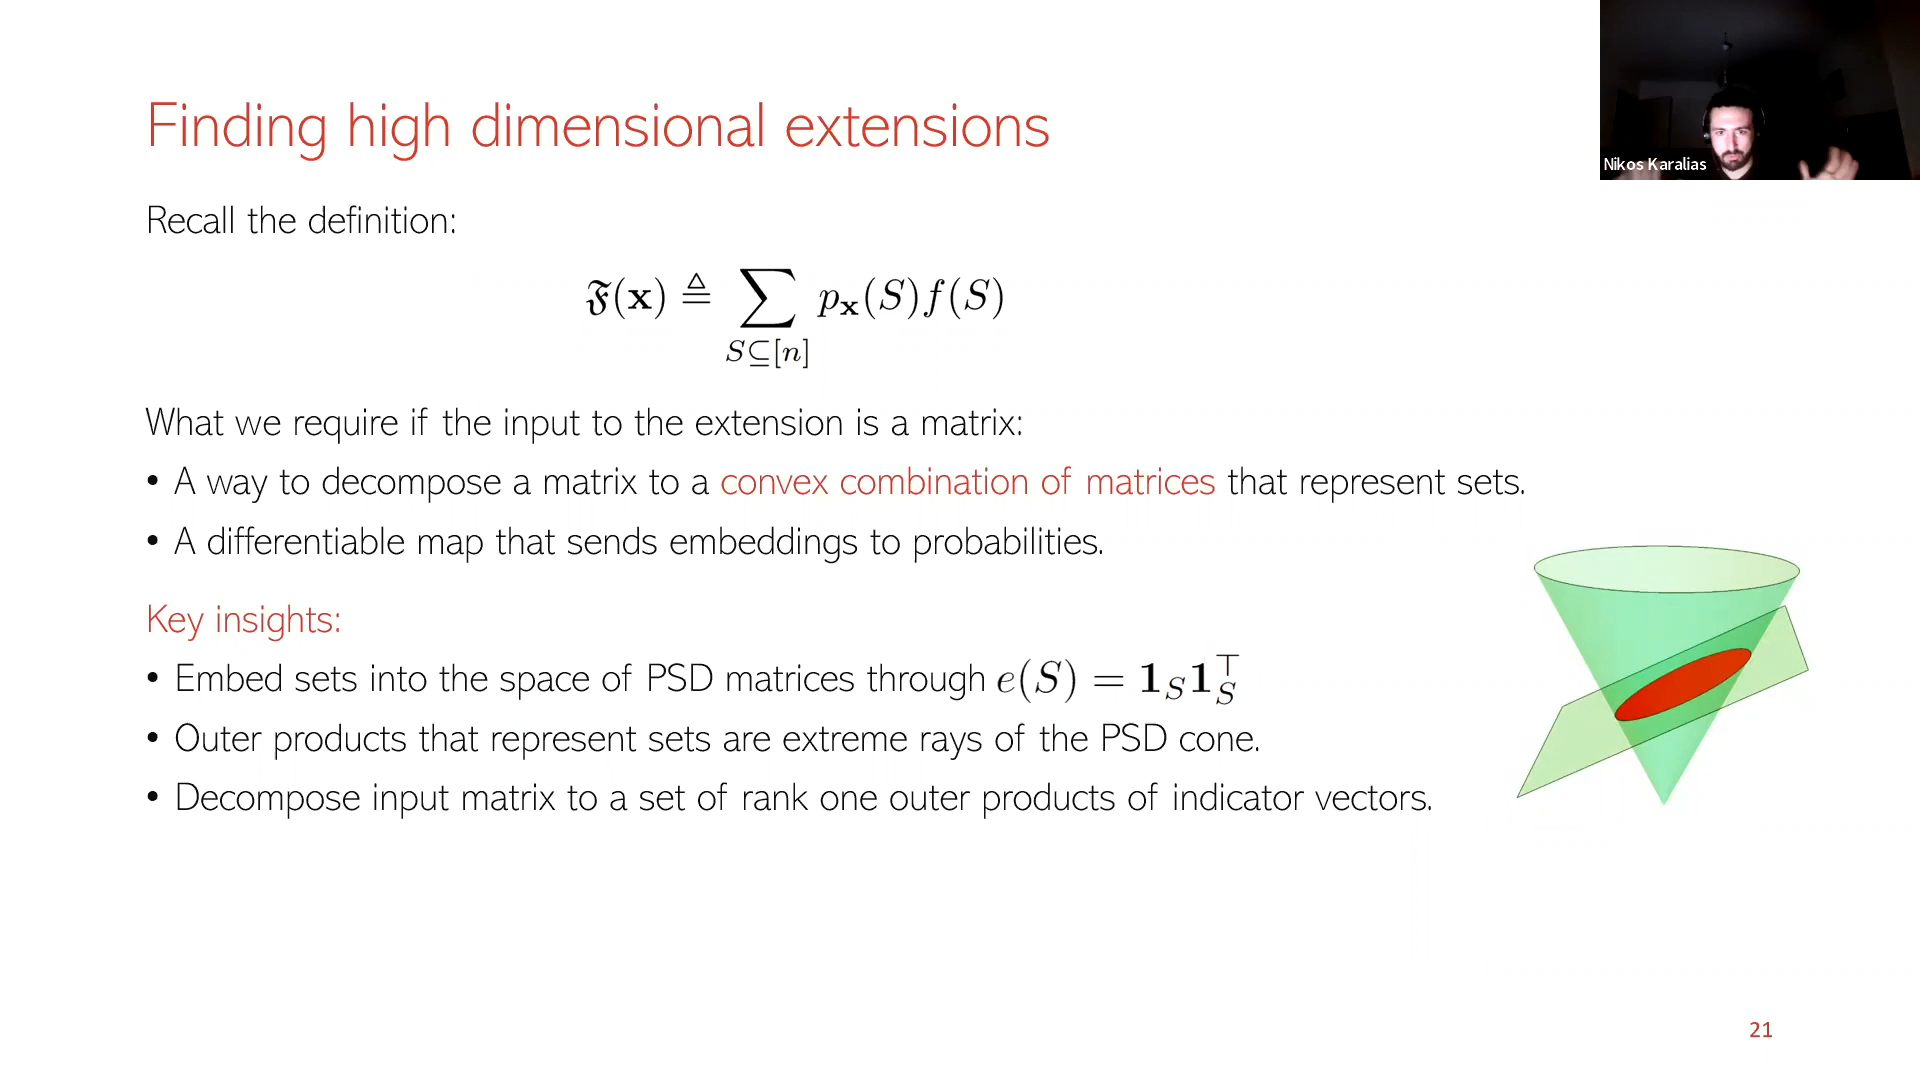 Finding high dimensional extensions
Nikos Karalias
Recall the definition:
𝔉(𝐱) ≜ ∑_{S⊆[n]} p_𝐱(S)f(S)
What we require if the input to the extension is a matrix:
• A way to decompose a matrix to a convex combination of matrices that represent sets.
• A differentiable map that sends embeddings to probabilities.
Key insights:
• Embed sets into the space of PSD matrices through e(S) = 𝟏_S𝟏_S^⊤
• Outer products that represent sets are extreme rays of the PSD cone.
• Decompose input matrix to a set of rank one outer products of indicator vectors.
21